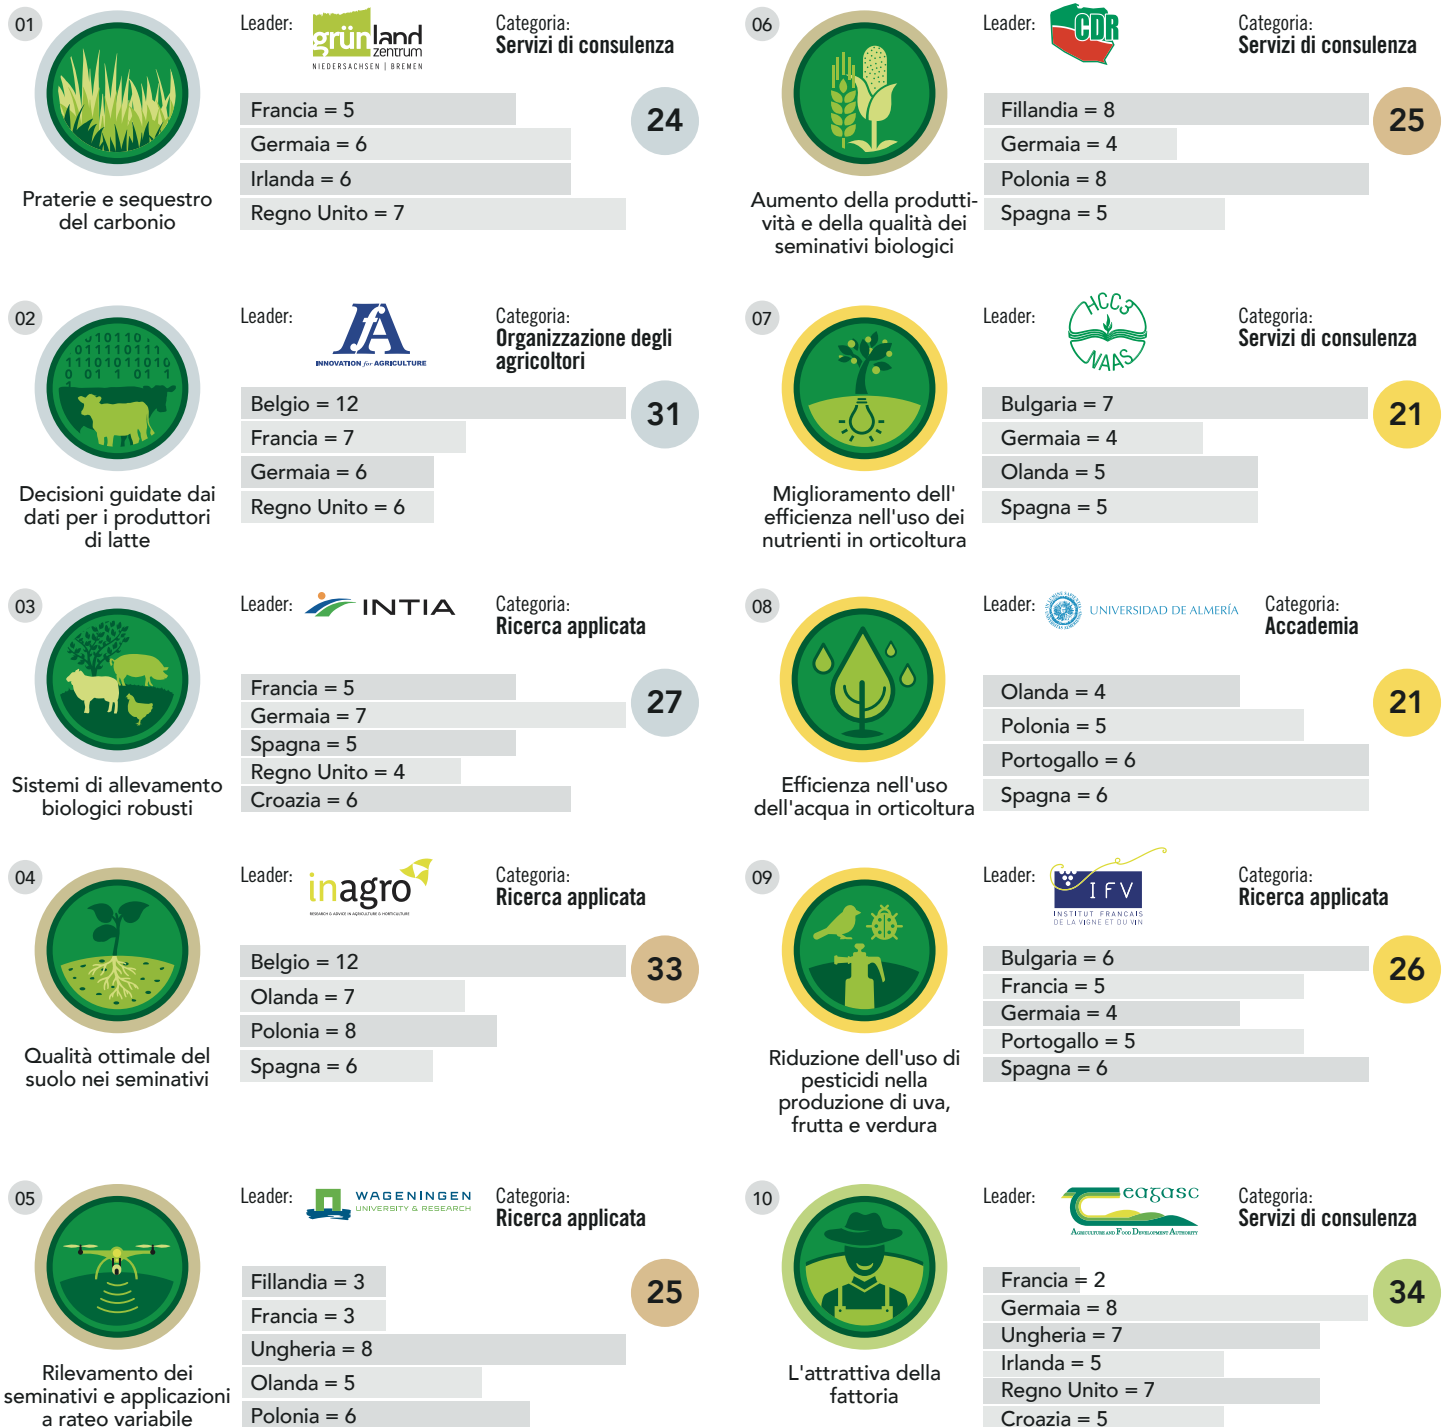 01
Leader:
grünland
zentrum
NIEDERSACHSEN | BREMEN
Categoria:
Servizi di consulenza
Francia = 5
Germaia = 6
Irlanda = 6
Regno Unito = 7
24
Praterie e sequestro
del carbonio
02
Leader:
fA
INNOVATION for AGRICULTURE
Categoria:
Organizzazione degli
agricoltori
Belgio = 12
Francia = 7
Germaia = 6
Regno Unito = 6
31
Decisioni guidate dai
dati per i produttori
di latte
03
Leader:
INTIA
Categoria:
Ricerca applicata
Francia = 5
Germaia = 7
Spagna = 5
Regno Unito = 4
Croazia = 6
27
Sistemi di allevamento
biologici robusti
04
Leader:
inagro
RESEARCH & ADVICE IN AGRICULTURE & HORTICULTURE
Categoria:
Ricerca applicata
Belgio = 12
Olanda = 7
Polonia = 8
Spagna = 6
33
Qualità ottimale del
suolo nei seminativi
05
Leader:
WAGENINGEN
UNIVERSITY & RESEARCH
Categoria:
Ricerca applicata
Fillandia = 3
Francia = 3
Ungheria = 8
Olanda = 5
Polonia = 6
25
Rilevamento dei
seminativi e applicazioni
a rateo variabile
06
Leader:
CDR
Categoria:
Servizi di consulenza
Fillandia = 8
Germaia = 4
Polonia = 8
Spagna = 5
25
Aumento della produtti-
vità e della qualità dei
seminativi biologici
07
Leader:
НССЗ
NAAS
Categoria:
Servizi di consulenza
Bulgaria = 7
Germaia = 4
Olanda = 5
Spagna = 5
21
Miglioramento dell'
efficienza nell'uso dei
nutrienti in orticoltura
08
Leader:
UNIVERSIDAD DE ALMERÍA
Categoria:
Accademia
Olanda = 4
Polonia = 5
Portogallo = 6
Spagna = 6
21
Efficienza nell'uso
dell'acqua in orticoltura
09
Leader:
IFV
INSTITUT FRANCAIS
DE LA VIGNE ET DU VIN
Categoria:
Ricerca applicata
Bulgaria = 6
Francia = 5
Germaia = 4
Portogallo = 5
Spagna = 6
26
Riduzione dell'uso di
pesticidi nella
produzione di uva,
frutta e verdura
10
Leader:
eagasc
AGRICULTURE AND FOOD DEVELOPMENT AUTHORITY
Categoria:
Servizi di consulenza
Francia = 2
Germaia = 8
Ungheria = 7
Irlanda = 5
Regno Unito = 7
Croazia = 5
34
L'attrattiva della
fattoria